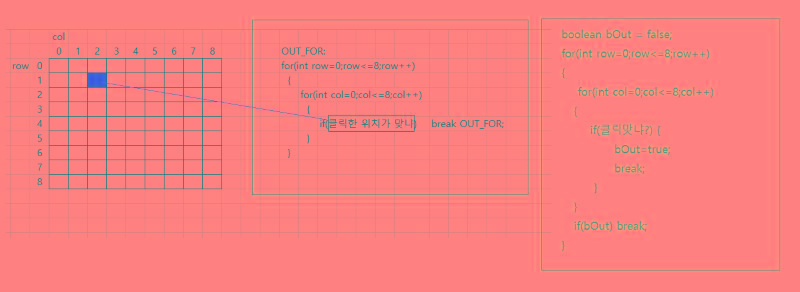 col
0 1 2 3 4 5 6 7 8
row 0
1
2
3
4
5
6
7
8
OUT_FOR:
for(int row=0;row<=8;row++)
{
for(int col=0;col<=8;col++)
{
if(클릭한 위치가 맞나) break OUT_FOR;
}
}
boolean bOut = false;
for(int row=0;row<=8;row++)
{
for(int col=0;col<=8;col++)
{
if(클릭맞니?) {
bOut=true;
break;
}
}
if(bOut) break;
}